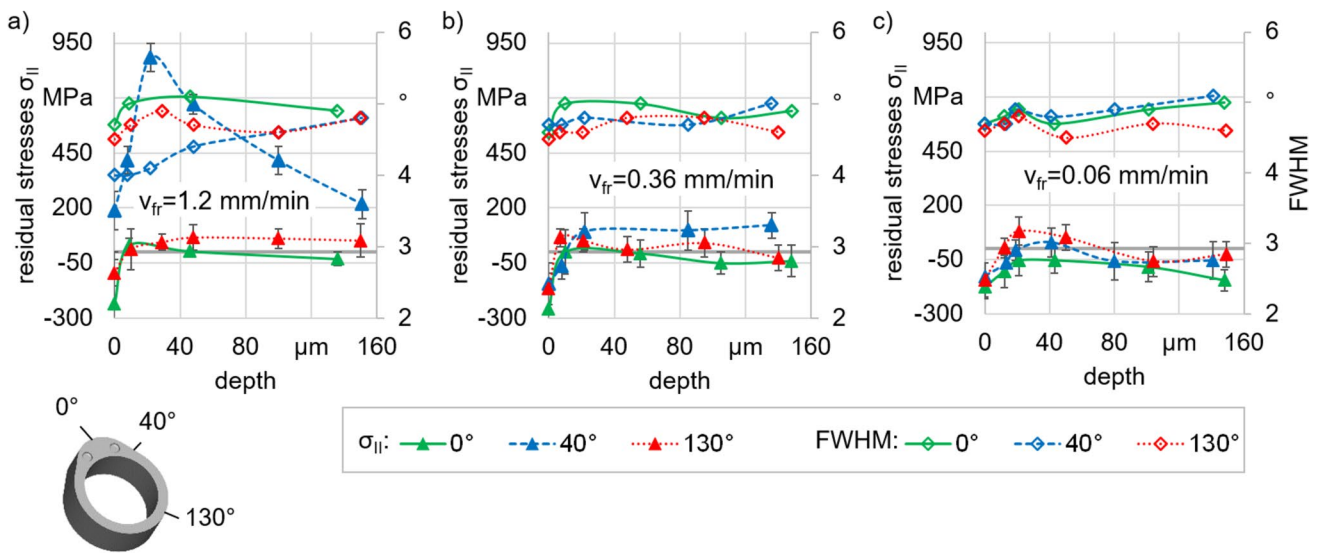 a)
residual stresses σII
950
MPa
450
200
-50
-300
0
40
80
µm
160
depth
6
°
4
3
2
vfr=1.2 mm/min
b)
residual stresses σII
950
MPa
450
200
-50
-300
0
40
80
µm
160
depth
6
°
4
3
2
vfr=0.36 mm/min
c)
residual stresses σII
950
MPa
450
200
-50
-300
0
40
80
µm
160
depth
6
°
4
3
2
FWHM
vfr=0.06 mm/min
0°
40°
130°
σII: 0° 40° 130° FWHM: 0° 40° 130°